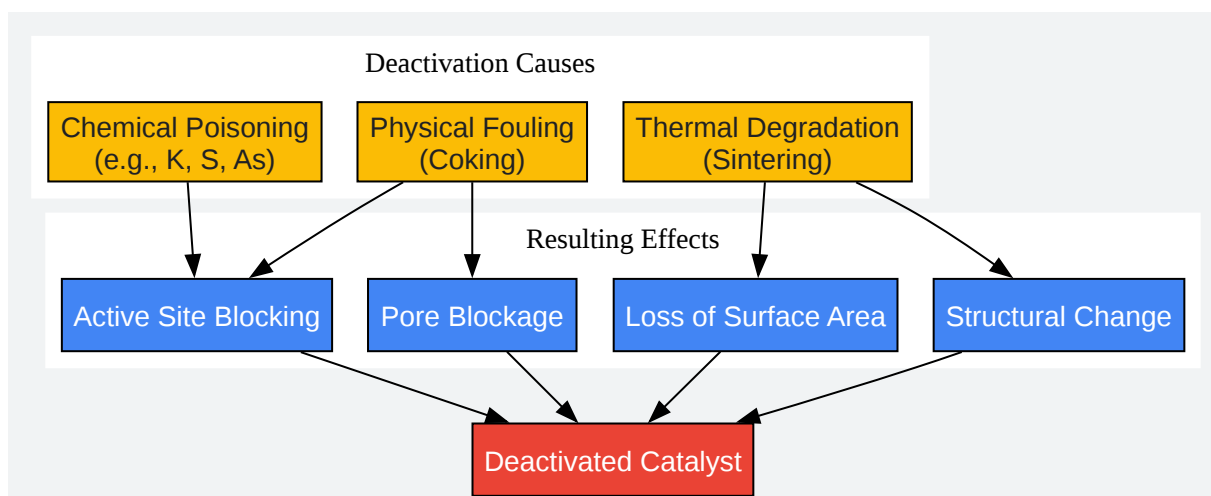 Deactivation Causes
Chemical Poisoning
(e.g., K, S, As)
Physical Fouling
(Coking)
Thermal Degradation
(Sintering)
Resulting Effects
Active Site Blocking
Pore Blockage
Loss of Surface Area
Structural Change
Deactivated Catalyst